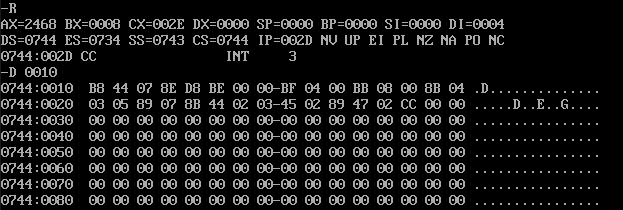 -R
AX=2468 BX=0008 CX=002E DX=0000 SP=0000 BP=0000 SI=0000 DI=0004
DS=0744 ES=0734 SS=0743 CS=0744 IP=002D NV UP EI PL NZ NA PO NC
0744:002D CC INT 3
-D 0010
0744:0010 B8 44 07 8E D8 BE 00 00-BF 04 00 BB 08 00 8B 04 .D..............
0744:0020 03 05 89 07 8B 44 02 03-45 02 89 47 02 CC 00 00 .....D..E..G....
0744:0030 00 00 00 00 00 00 00 00-00 00 00 00 00 00 00 00 ................
0744:0040 00 00 00 00 00 00 00 00-00 00 00 00 00 00 00 00 ................
0744:0050 00 00 00 00 00 00 00 00-00 00 00 00 00 00 00 00 ................
0744:0060 00 00 00 00 00 00 00 00-00 00 00 00 00 00 00 00 ................
0744:0070 00 00 00 00 00 00 00 00-00 00 00 00 00 00 00 00 ................
0744:0080 00 00 00 00 00 00 00 00-00 00 00 00 00 00 00 00 ................